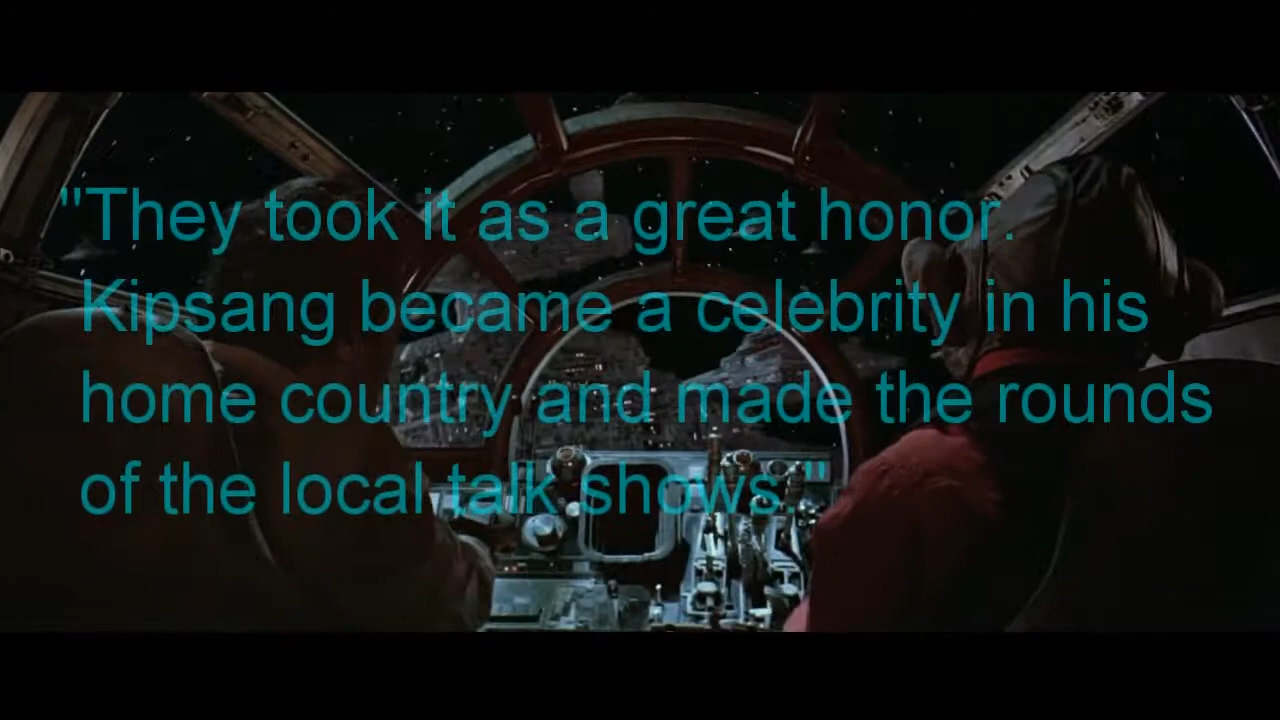 "They took it as a great honor.
Kipsang became a celebrity in his
home country and made the rounds
of the local talk shows."